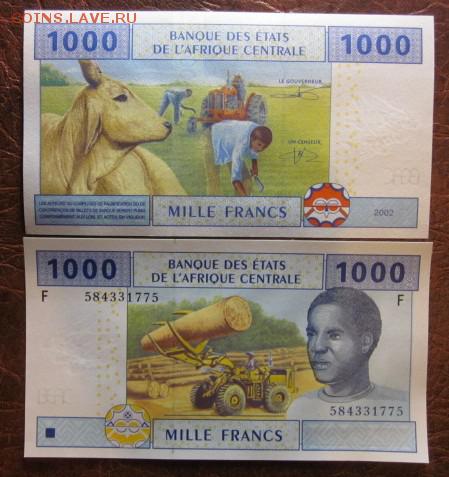 COINS.LAVE.RU
1000
BANQUE DES ÉTATS
DE L'AFRIQUE CENTRALE
1000
LE GOUVERNEUR
UN CENSEUR
MILLE FRANCS
2002
1000
BANQUE DES ÉTATS
DE L'AFRIQUE CENTRALE
1000
F
584331775
F
584331775
MILLE FRANCS